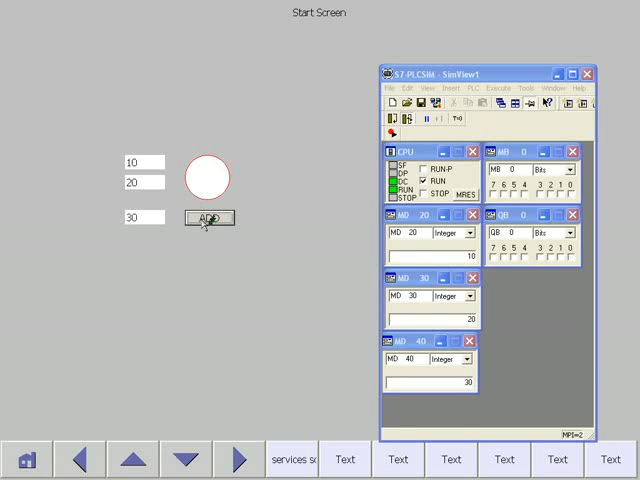 Start Screen
S7-PLCSIM - SimView1
File Edit View Insert PLC Execute Tools Window Help
T=0
CPU
SF
DP
DC
RUN
STOP
RUN-P
RUN
STOP
MRES
MB 0
MB 0 Bits
7 6 5 4 3 2 1 0
MD 20
MD 20 Integer
10
QB 0
QB 0 Bits
7 6 5 4 3 2 1 0
MD 30
MD 30 Integer
20
MD 40
MD 40 Integer
30
MPI=2
10
20
30
ADD
services sc
Text
Text
Text
Text
Text
Text